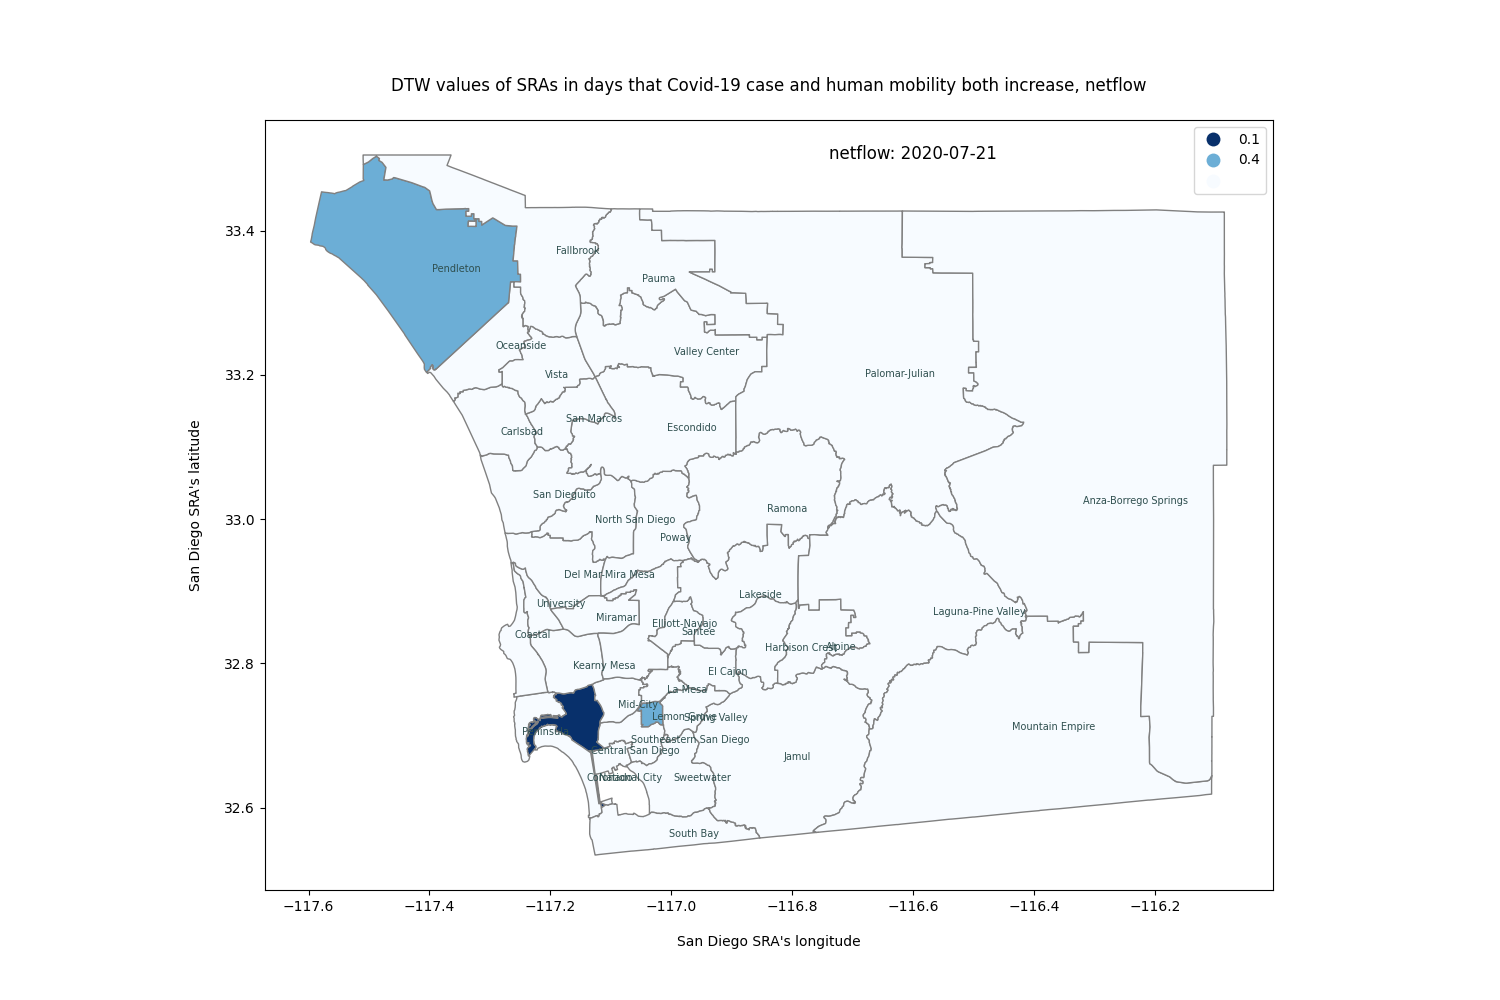 DTW values of SRAs in days that Covid-19 case and human mobility both increase, netflow
netflow: 2020-07-21
0.1
0.4
33.4
33.2
33.0
32.8
32.6
San Diego SRA's latitude
Fallbrook
Pendleton
Pauma
Oceanside
Valley Center
Vista
Palomar-Julian
San Marcos
Carlsbad
Escondido
San Dieguito
Anza-Borrego Springs
Ramona
North San Diego
Poway
Del Mar-Mira Mesa
Lakeside
University
Miramar
Laguna-Pine Valley
Elliott-Navajo
Santee
Coastal
Harbison Crest
Alpine
Kearny Mesa
El Cajon
La Mesa
Mid-City
Lemon Grove
Spring Valley
Peninsula
Mountain Empire
Southeastern San Diego
Central San Diego
Jamul
Coronado
National City
Sweetwater
South Bay
−117.6
−117.4
−117.2
−117.0
−116.8
−116.6
−116.4
−116.2
San Diego SRA's longitude